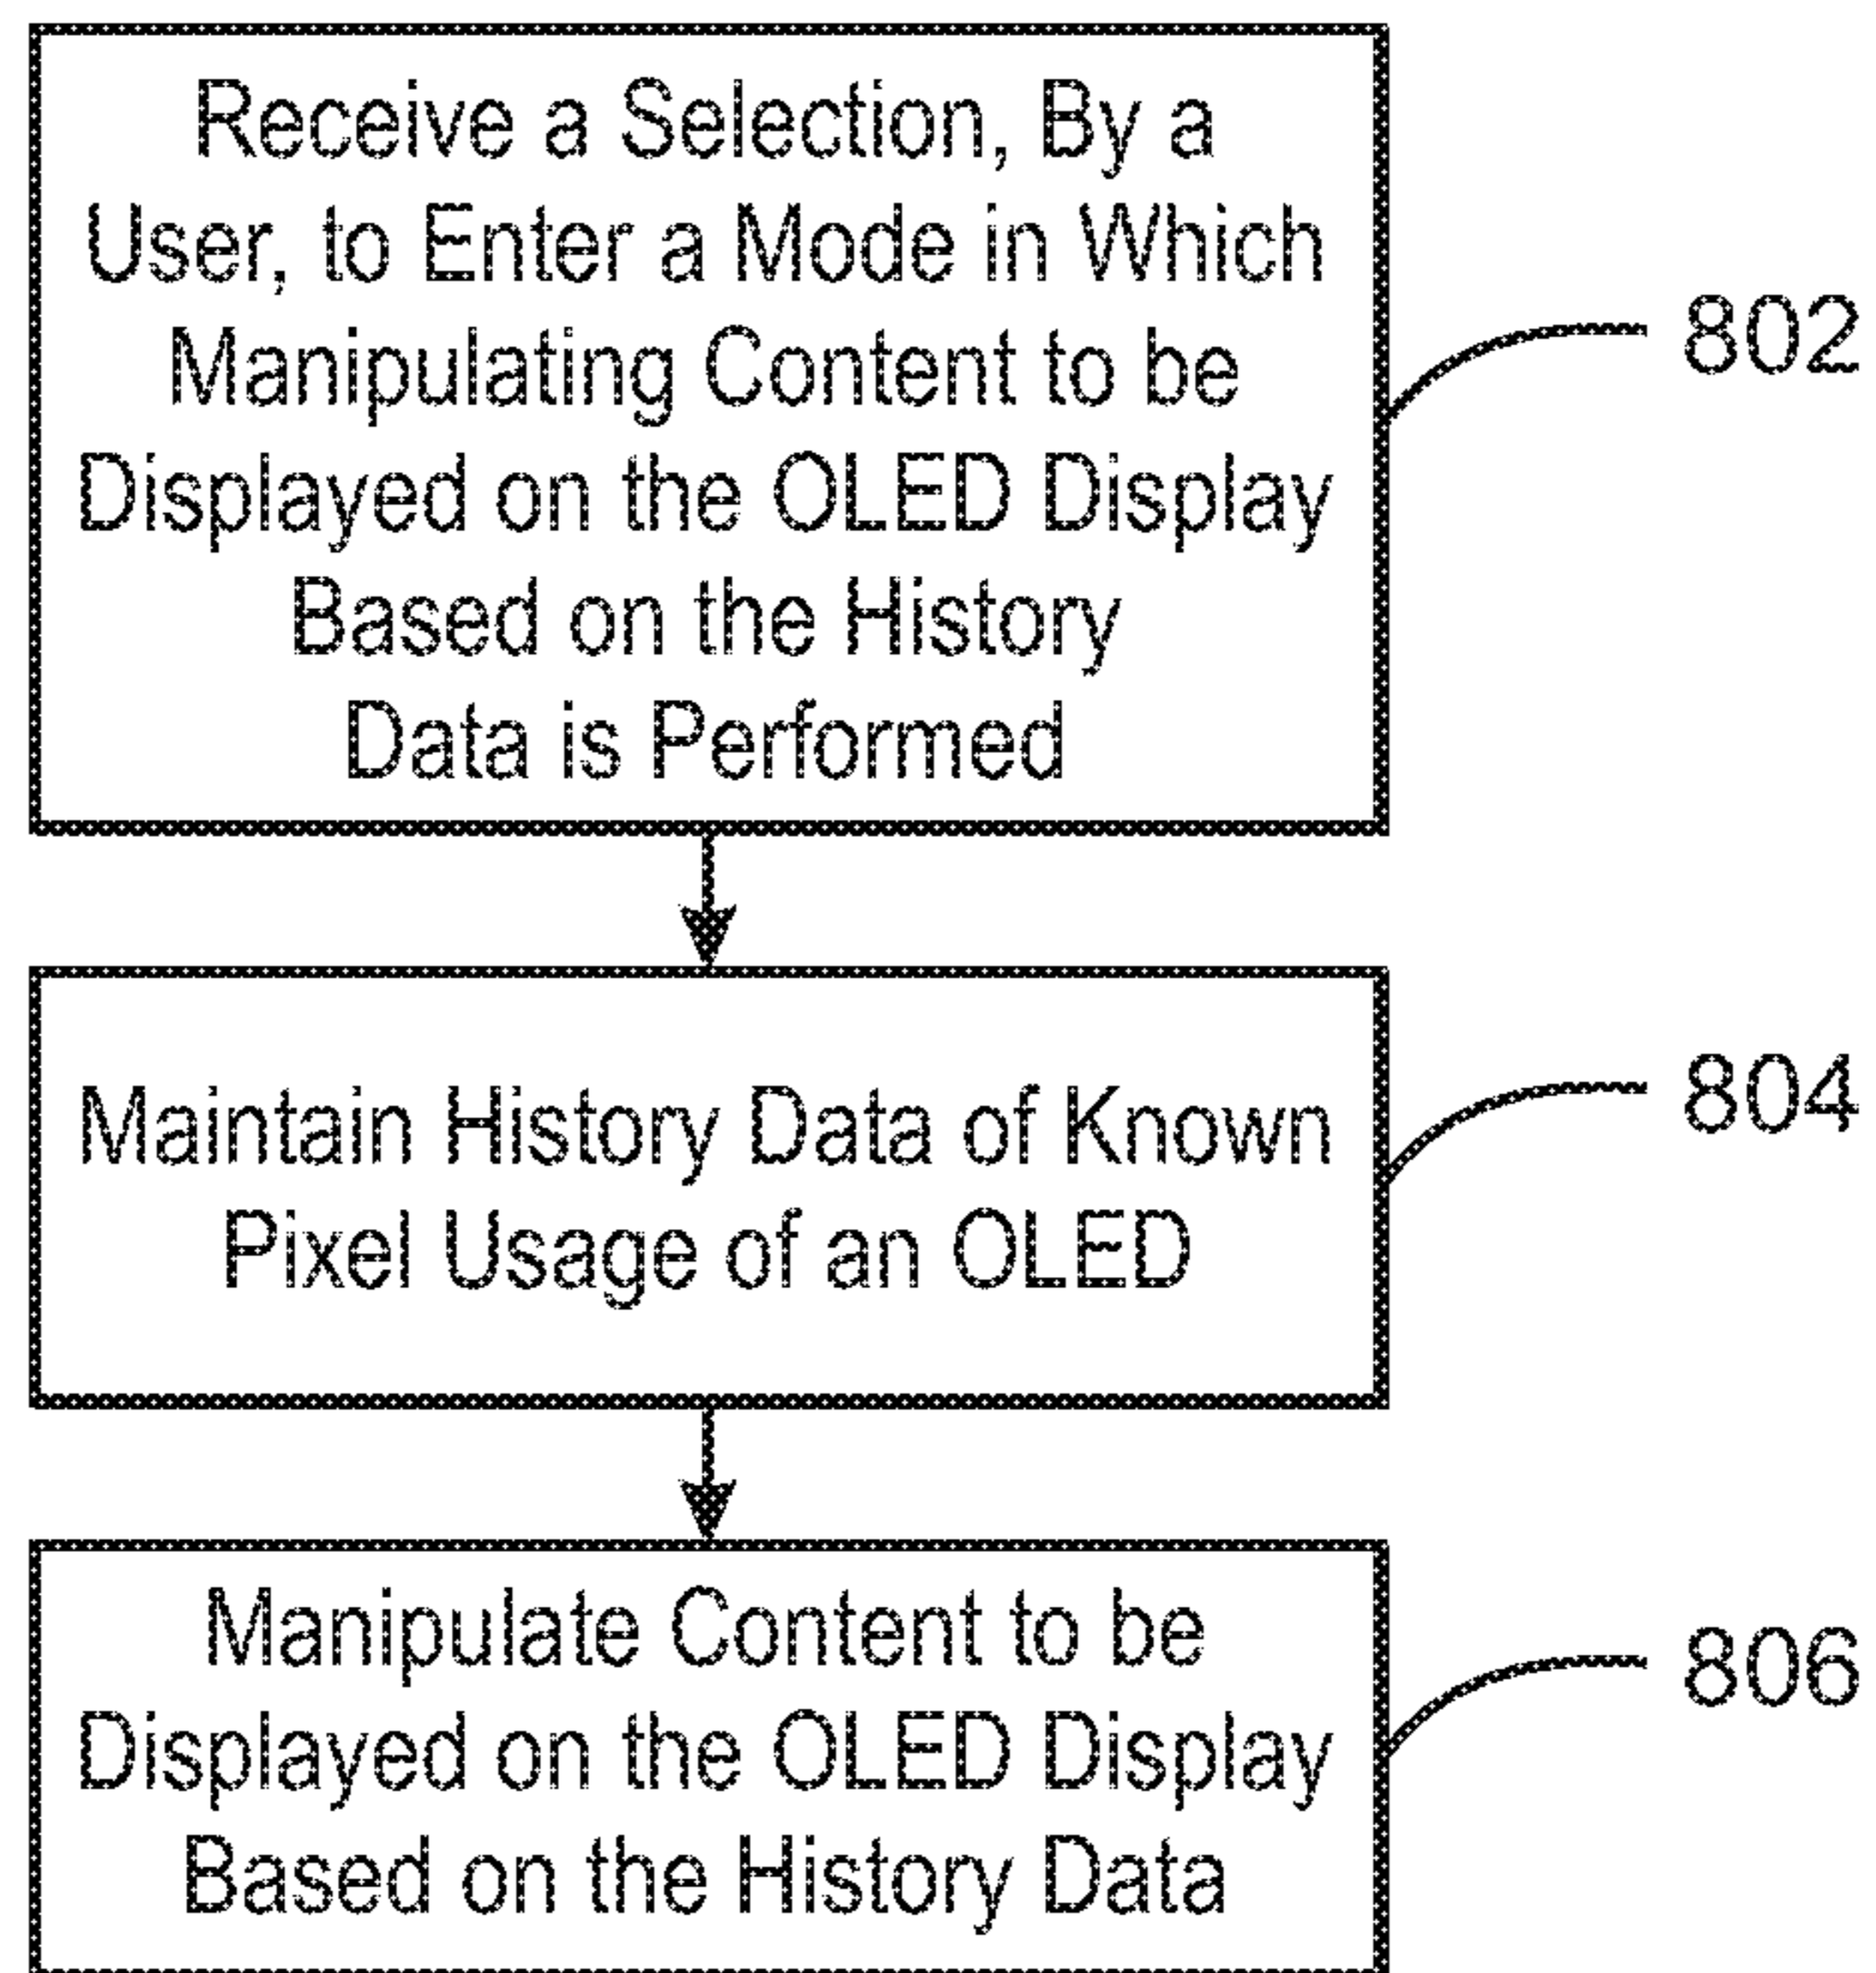 Receive a Selection, By a
User, to Enter a Mode in Which
Manipulating Content to be
Displayed on the OLED Display
Based on the History
Data is Performed
802
Maintain History Data of Known
Pixel Usage of an OLED
804
Manipulate Content to be
Displayed on the OLED Display
Based on the History Data
806